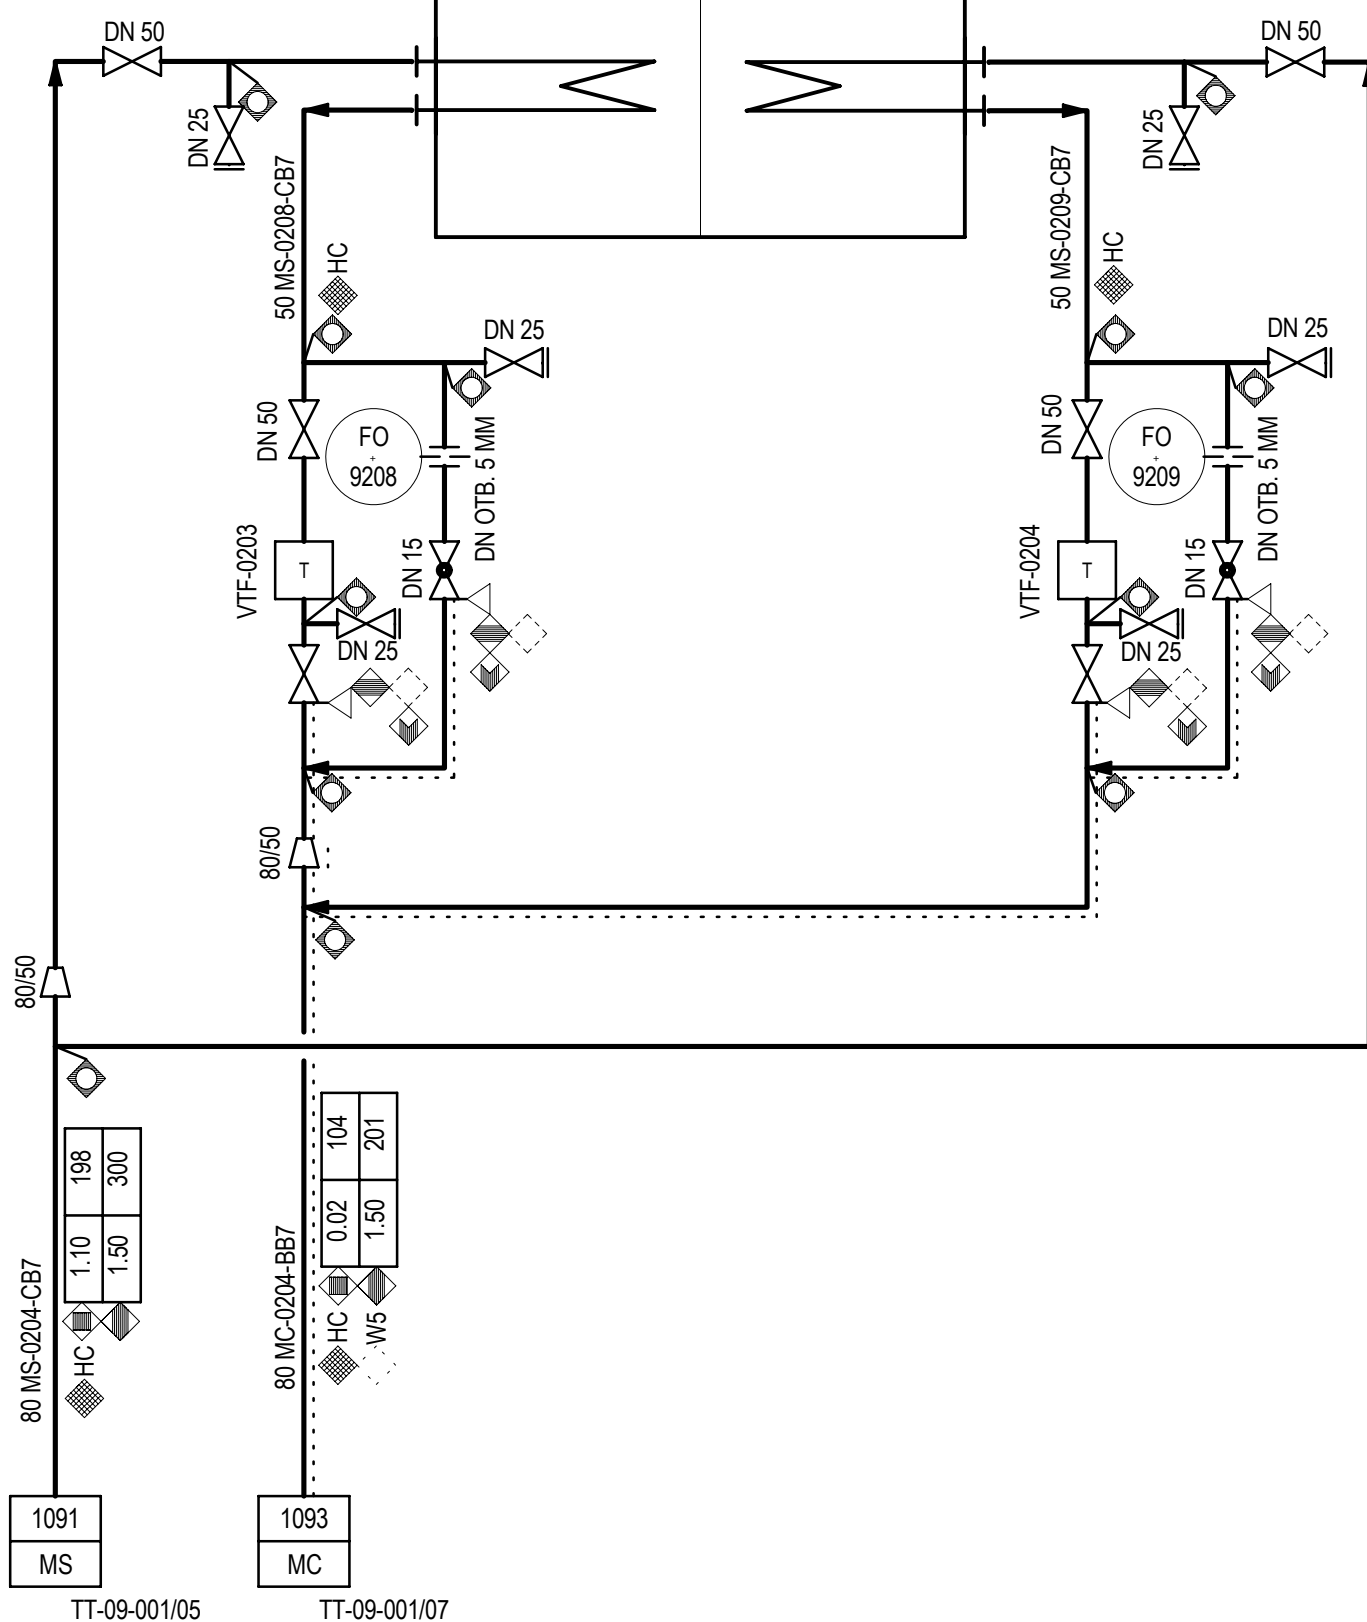 DN 50
DN 50
DN 25
DN 25
50 MS-0208-CB7
50 MS-0209-CB7
HC
HC
DN 25
DN 25
DN 50
FO
9208
DN ОТВ. 5 ММ
DN 50
FO
9209
DN ОТВ. 5 ММ
VTF-0203
T
DN 15
VTF-0204
T
DN 15
DN 25
DN 25
80/50
80/50
198
300
1.10
1.50
104
201
0.02
1.50
80 MS-0204-CB7
HC
80 MC-0204-BB7
HC
W5
1091
MS
1093
MC
TT-09-001/05
TT-09-001/07